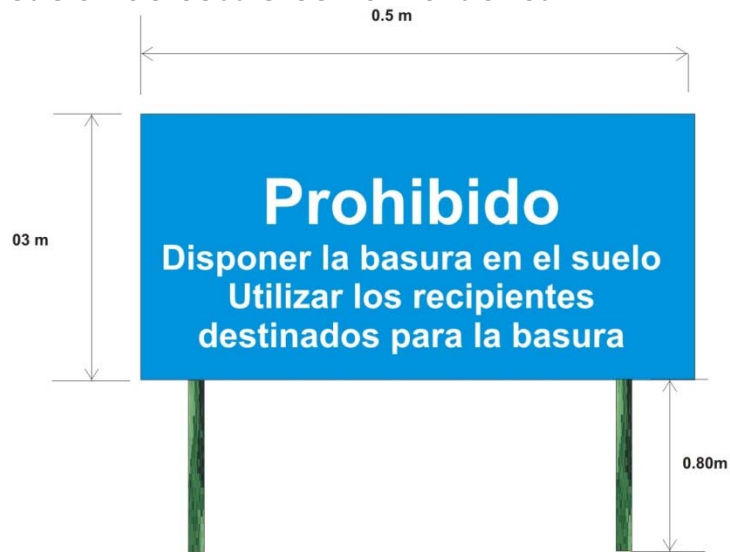 0.5 m
03 m
Prohibido
Disponer la basura en el suelo
Utilizar los recipientes
destinados para la basura
0.80m